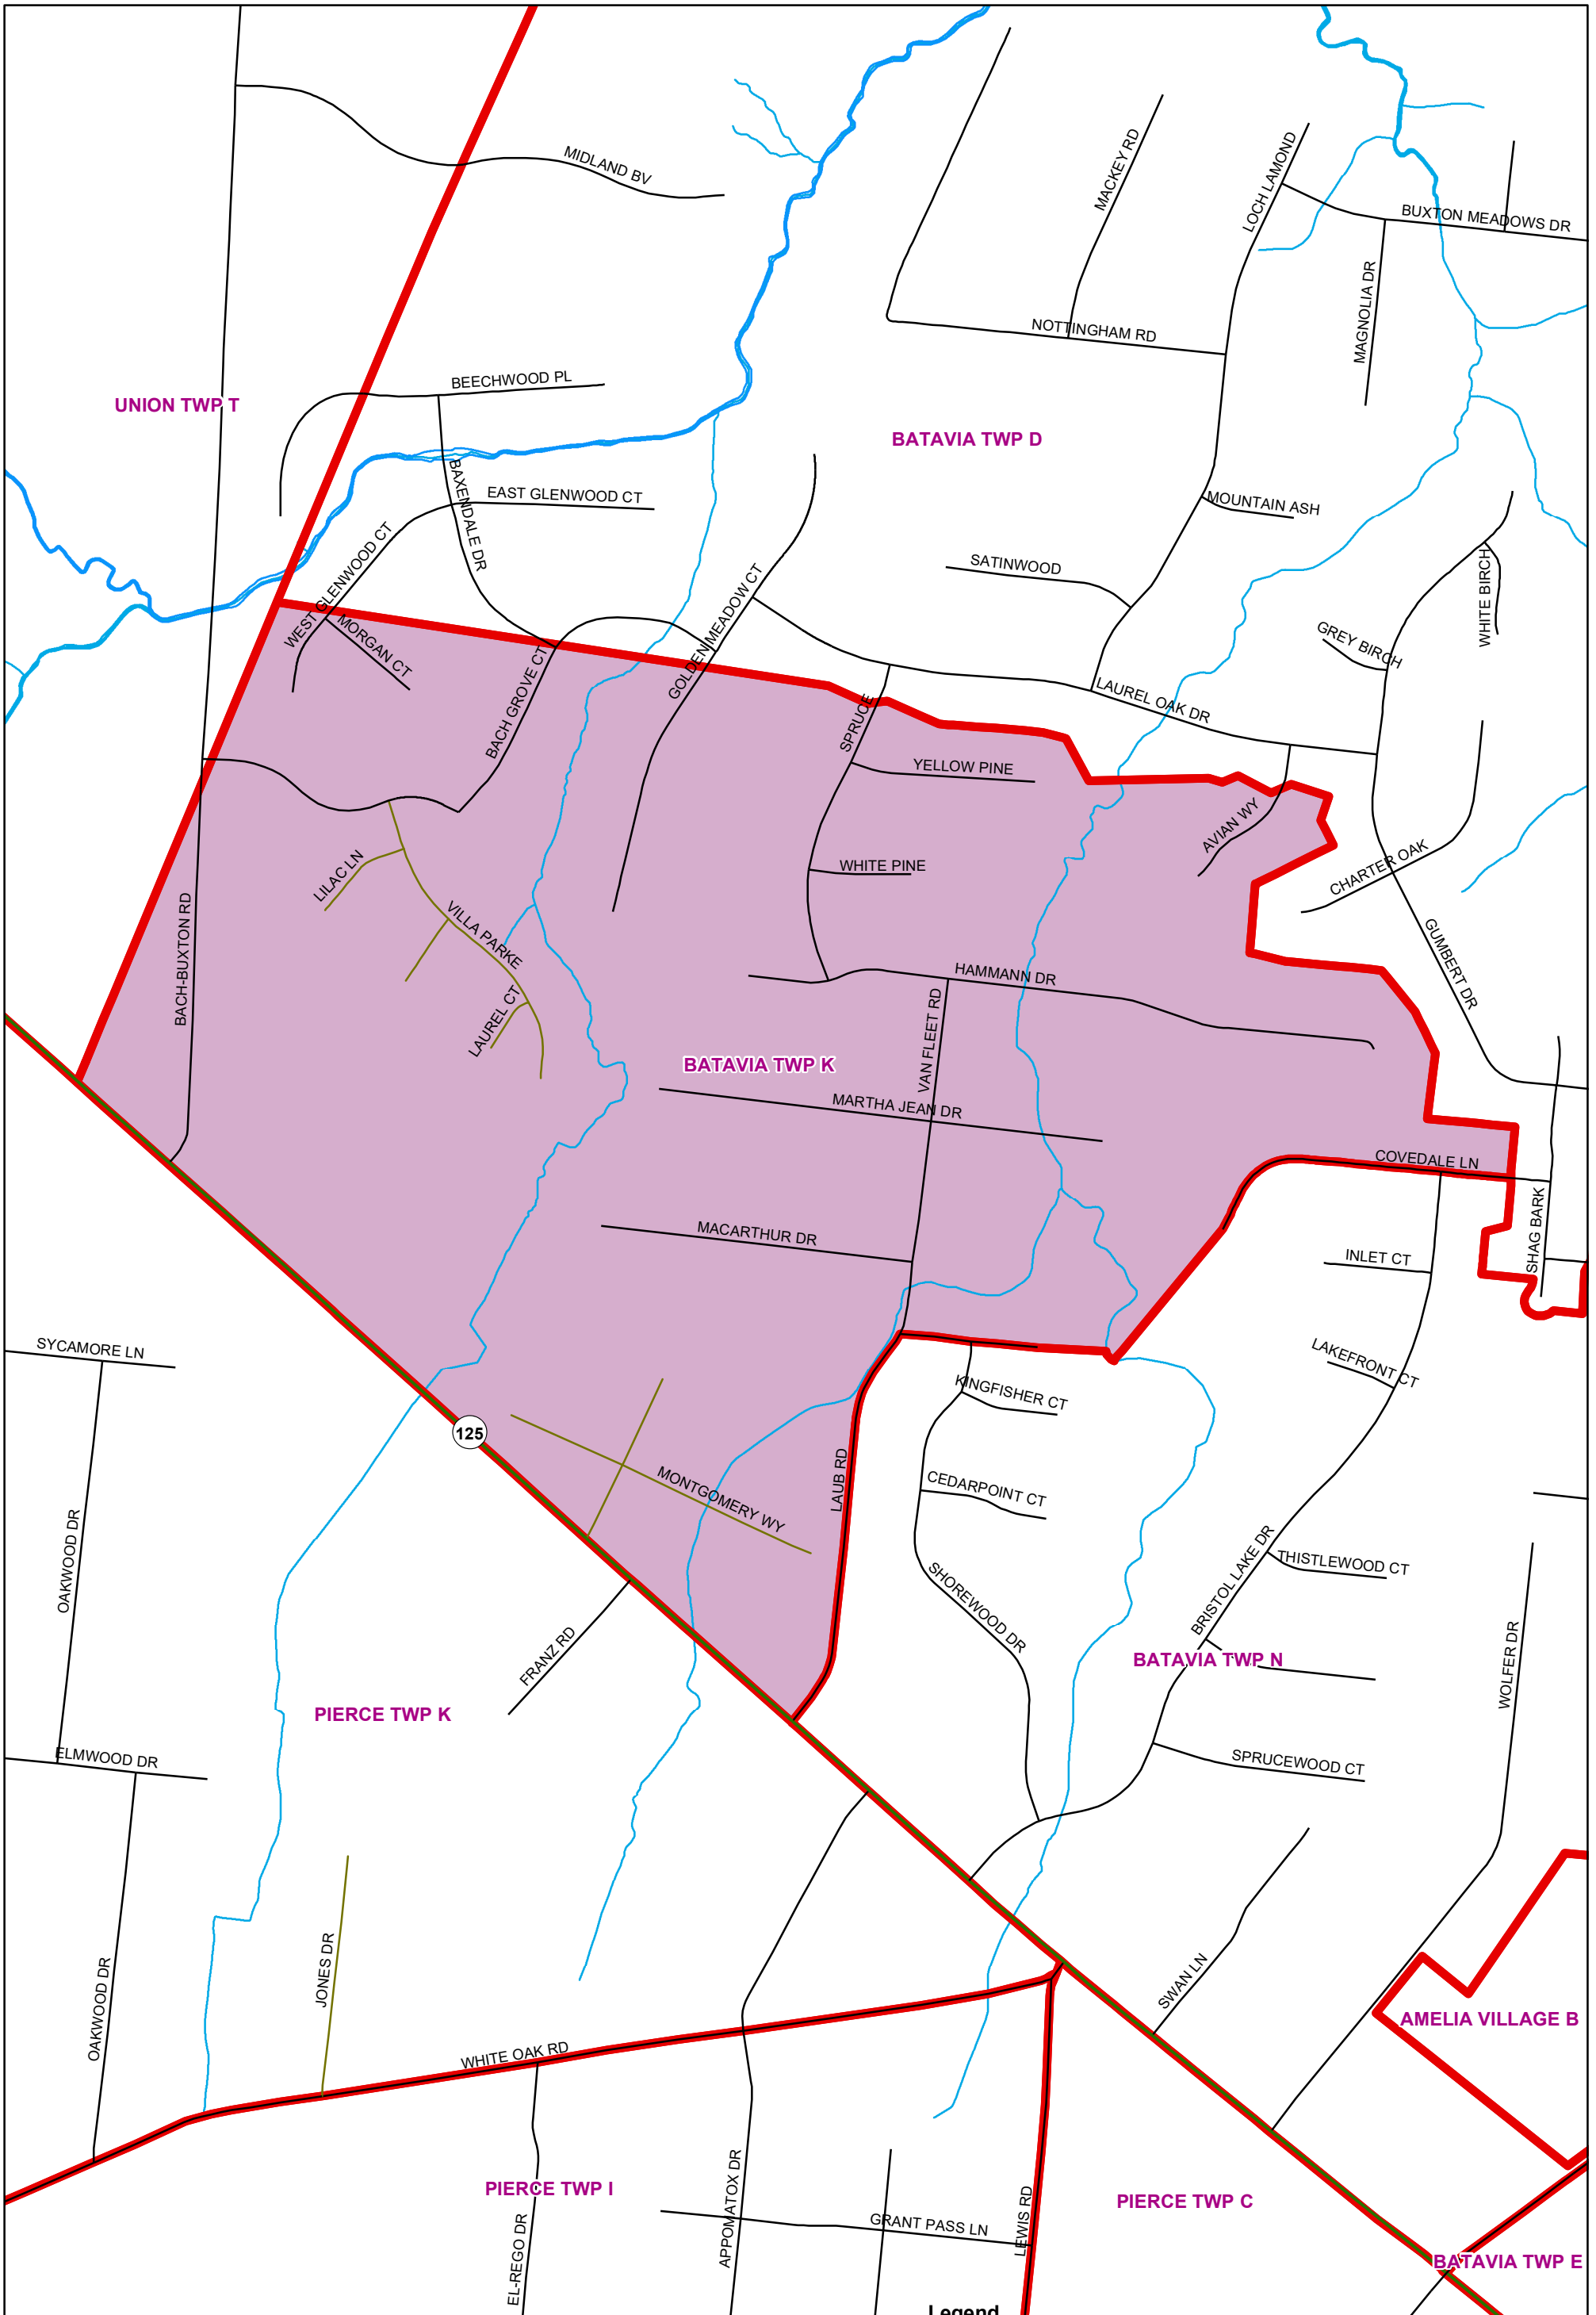 MIDLAND BV
MACKEY RD
LOCH LAMOND
BUXTON MEADOWS DR
MAGNOLIA DR
NOTTINGHAM RD
BEECHWOOD PL
UNION TWP T
BATAVIA TWP D
BAXENDALE DR
EAST GLENWOOD CT
MOUNTAIN ASH
WEST GLENWOOD CT
SATINWOOD
WHITE BIRCH
GOLDEN MEADOW CT
MORGAN CT
GREY BIRCH
BACH GROVE CT
LAUREL OAK DR
SPRUCE
YELLOW PINE
AVIAN WY
WHITE PINE
CHARTER OAK
LILAC LN
VILLA PARKE
BACH-BUXTON RD
GUMBERT DR
HAMMANN DR
LAUREL CT
VAN FLEET RD
BATAVIA TWP K
MARTHA JEAN DR
COVEDALE LN
SHAG BARK
MACARTHUR DR
INLET CT
SYCAMORE LN
LAKEFRONT CT
KINGFISHER CT
125
LAUB RD
MONTGOMERY WY
CEDARPOINT CT
OAKWOOD DR
THISTLEWOOD CT
SHOREWOOD DR
BRISTOL LAKE DR
FRANZ RD
BATAVIA TWP N
WOLFER DR
PIERCE TWP K
ELMWOOD DR
SPRUCEWOOD CT
JONES DR
SWAN LN
OAKWOOD DR
AMELIA VILLAGE B
WHITE OAK RD
PIERCE TWP I
APPOMATOX DR
PIERCE TWP C
GRANT PASS LN
LEWIS RD
EL-REGO DR
BATAVIA TWP E
Legend